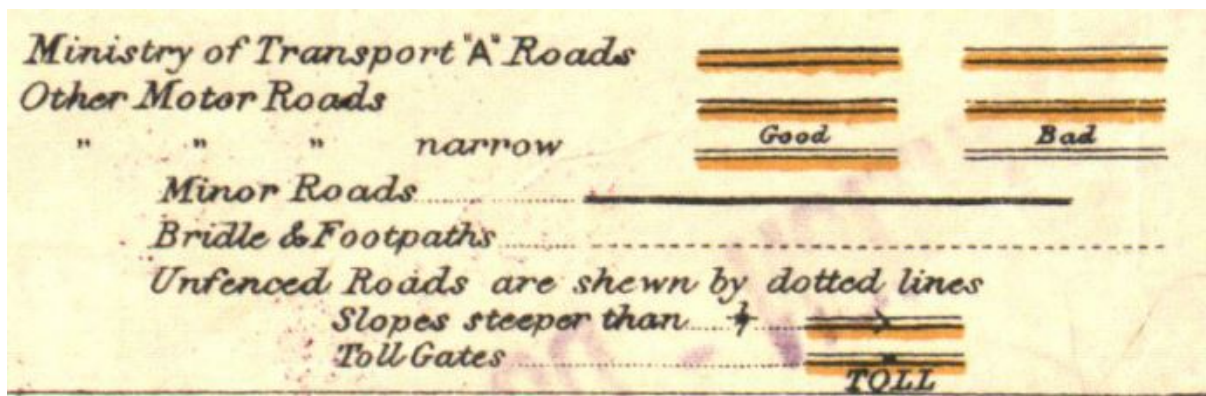 Ministry of Transport "A" Roads
Other Motor Roads
" " " narrow Good Bad
Minor Roads
Bridle & Footpaths
Unfenced Roads are shewn by dotted lines
Slopes steeper than
Toll Gates
TOLL